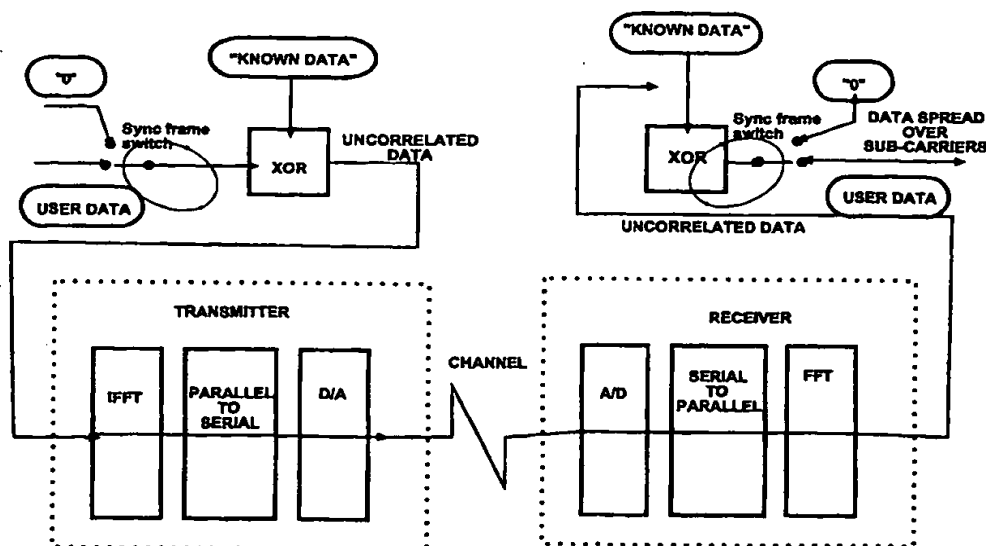 "KNOWN DATA"
"0"
Sync frame
switch
XOR
UNCORRELATED
DATA
USER DATA
"KNOWN DATA"
"0"
Sync frame
switch
DATA SPREAD
OVER
SUB-CARRIERS
XOR
USER DATA
UNCORRELATED DATA
TRANSMITTER
IFFT
PARALLEL
TO
SERIAL
D/A
CHANNEL
RECEIVER
A/D
SERIAL
TO
PARALLEL
FFT